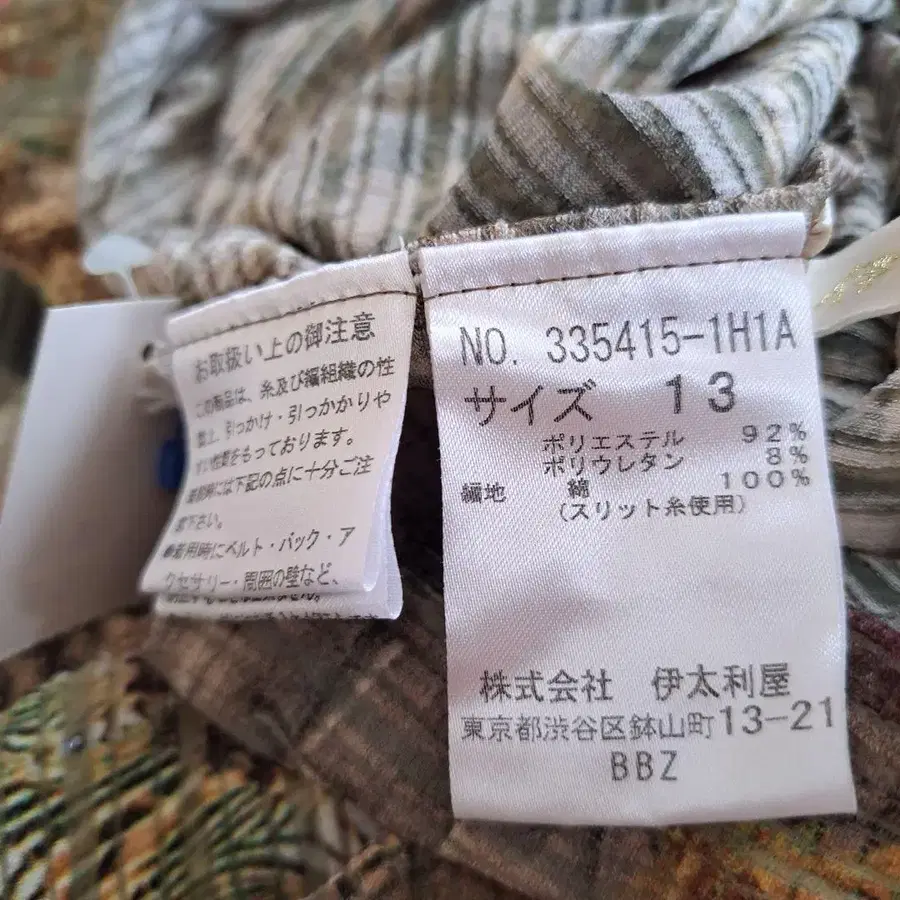 お取扱い上の御注意
この商品は、糸及び編組織の性
質上、引っかけ・引っかかりや
すい性質をもっております。
着用時には下記の点に十分ご注
意下さい。
●着用時にベルト・バック・ア
クセサリー・周囲の壁など、
NO. 335415-1H1A
サイズ 13
ポリエステル 92%
ポリウレタン 8%
編地 綿 100%
(スリット糸使用)
株式会社 伊太利屋
東京都渋谷区鉢山町13-21
BBZ